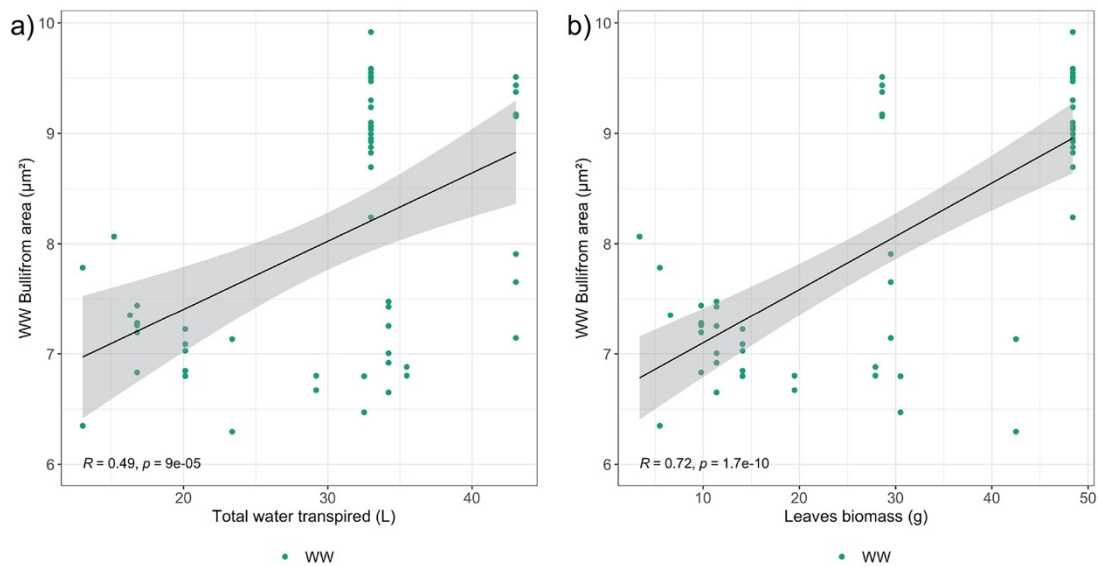 a)
WW Bullifrom area (µm²)
10
9
8
7
6
R = 0.49, p = 9e-05
20 30 40
Total water transpired (L)
WW
b)
WW Bullifrom area (µm²)
10
9
8
7
6
R = 0.72, p = 1.7e-10
10 20 30 40 50
Leaves biomass (g)
WW